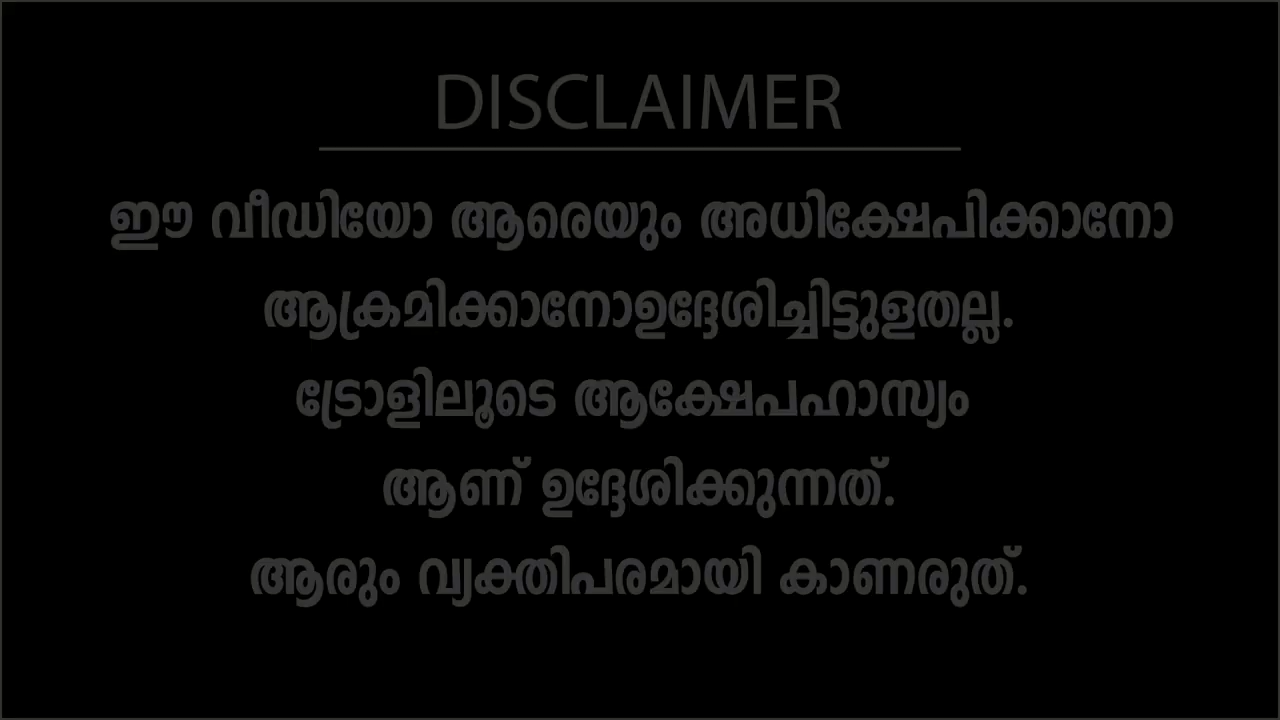 DISCLAIMER
ഈ വീഡിയോ ആരെയും അധിക്ഷേപിക്കാനോ
ആക്രമിക്കാനോഉദ്ദേശിച്ചിട്ടുളതല്ല.
ട്രോളിലൂടെ ആക്ഷേപഹാസ്യം
ആണ് ഉദ്ദേശിക്കുന്നത്.
ആരും വ്യക്തിപരമായി കാണരുത്.